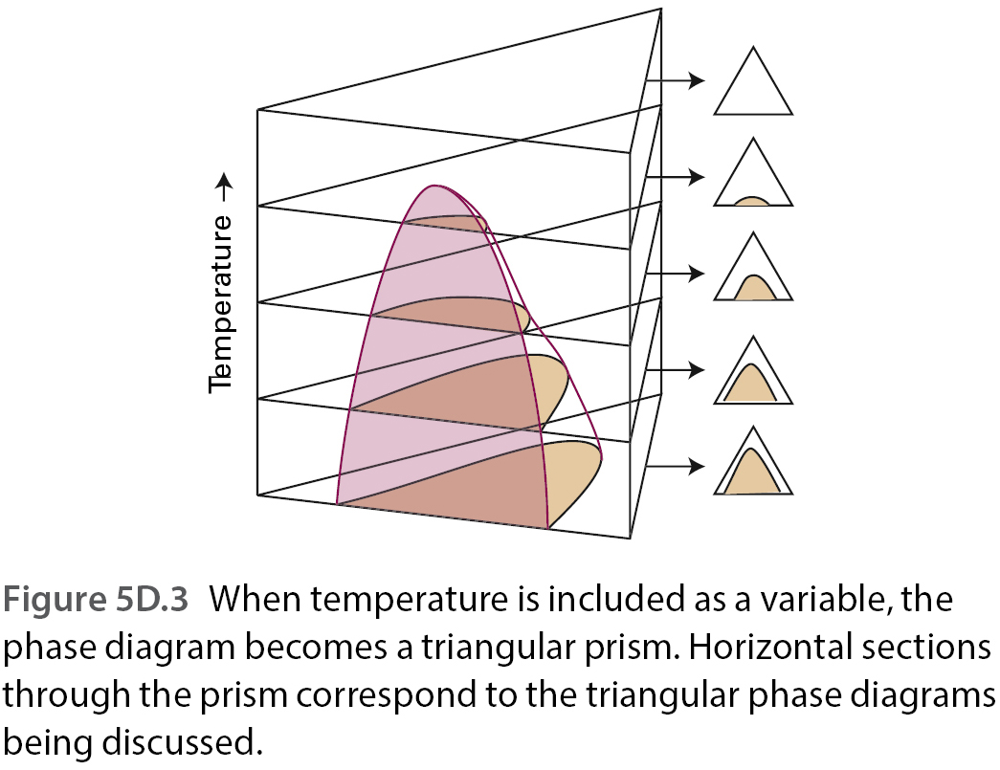 Temperature
Figure 5D.3 When temperature is included as a variable, the
phase diagram becomes a triangular prism. Horizontal sections
through the prism correspond to the triangular phase diagrams
being discussed.